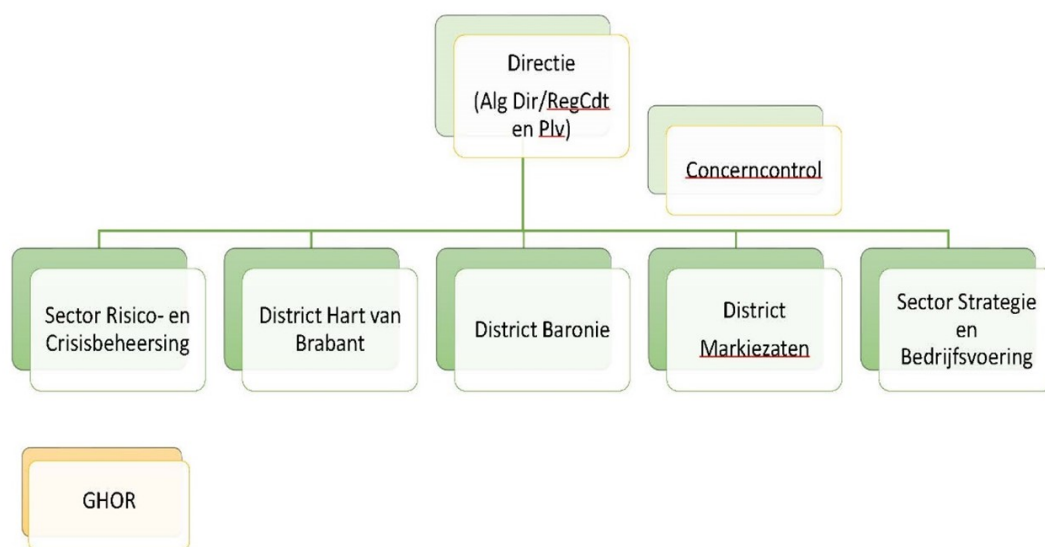 Directie
(Alg Dir/RegCdt
en Plv)
Concerncontrol
Sector Risico- en
Crisisbeheersing
District Hart van
Brabant
District Baronie
District
Markiezaten
Sector Strategie
en
Bedrijfsvoering
GHOR